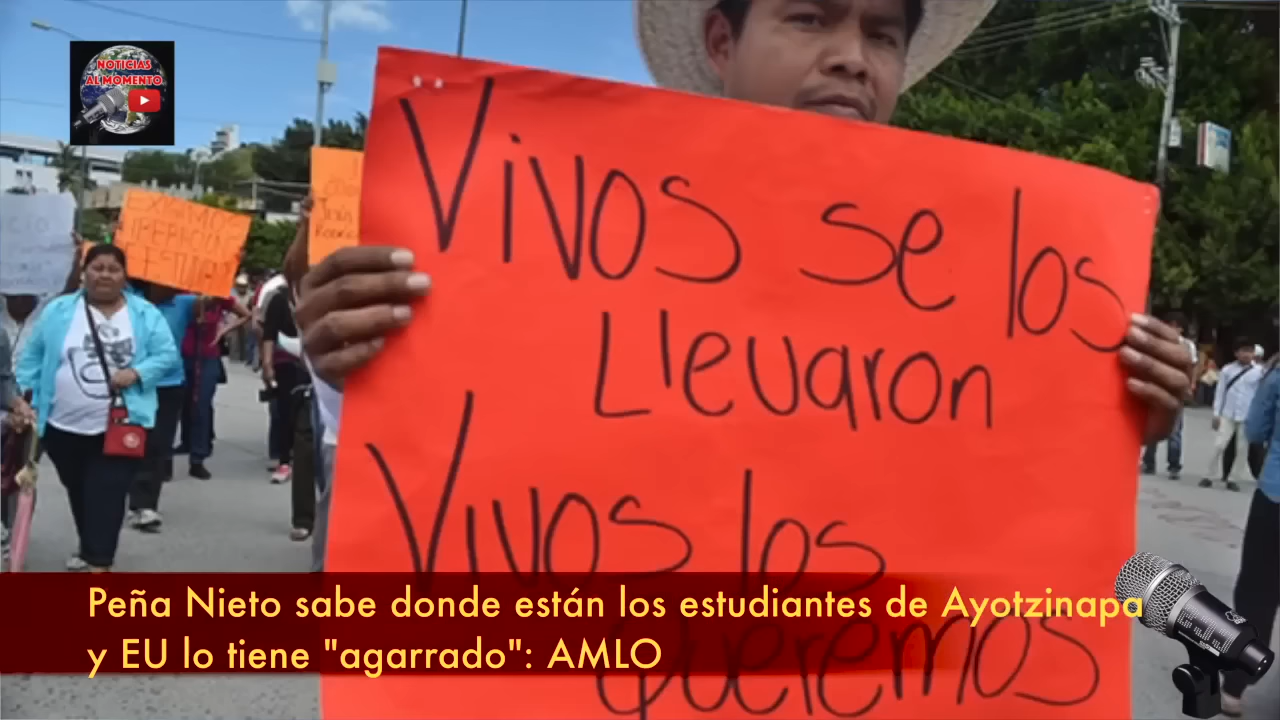 NOTICIAS
AL MOMENTO
EXIGIMOS
Vivos se los
Llevaron
Vivos los
queremos
Peña Nieto sabe donde están los estudiantes de Ayotzinapa
y EU lo tiene "agarrado": AMLO